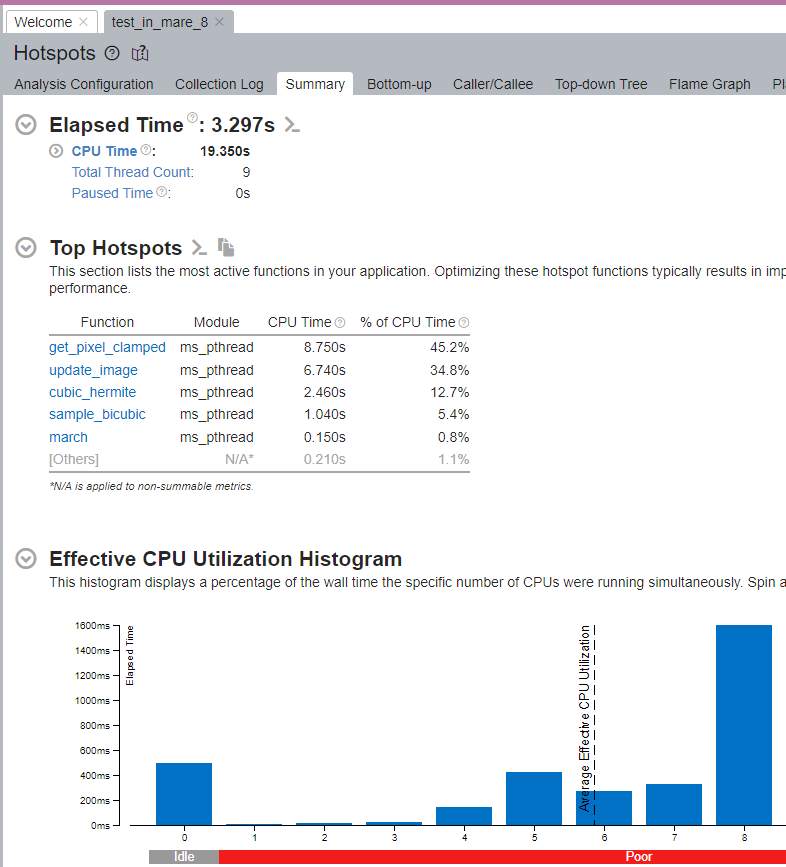 Welcome
test_in_mare_8
Hotspots
Analysis Configuration Collection Log Summary Bottom-up Caller/Callee Top-down Tree Flame Graph
Elapsed Time: 3.297s
CPU Time: 19.350s
Total Thread Count: 9
Paused Time: 0s
Top Hotspots
This section lists the most active functions in your application. Optimizing these hotspot functions typically results in
performance.
Function Module CPU Time % of CPU Time
get_pixel_clamped ms_pthread 8.750s 45.2%
update_image ms_pthread 6.740s 34.8%
cubic_hermite ms_pthread 2.460s 12.7%
sample_bicubic ms_pthread 1.040s 5.4%
march ms_pthread 0.150s 0.8%
[Others] N/A* 0.210s 1.1%
*N/A is applied to non-summable metrics.
Effective CPU Utilization Histogram
This histogram displays a percentage of the wall time the specific number of CPUs were running simultaneously. Spin
1600ms
1400ms
1200ms
1000ms
800ms
600ms
400ms
200ms
0ms
Elapsed Time
Average Effective CPU Utilization
0 1 2 3 4 5 6 7 8
Idle Poor